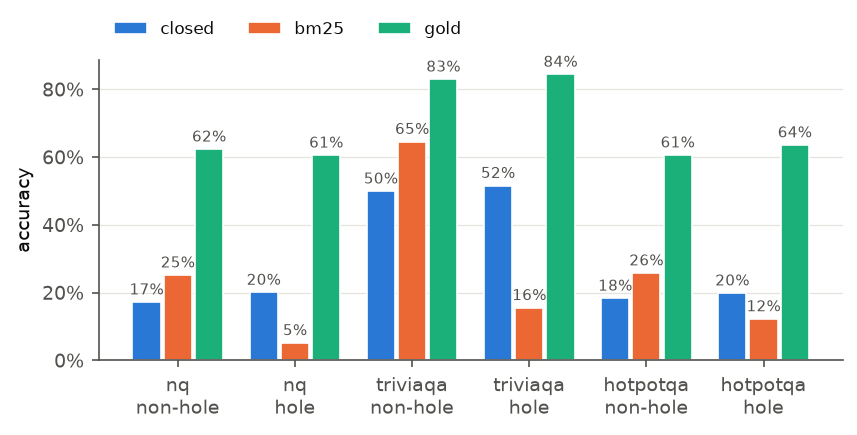 closed bm25 gold
accuracy
80%
60%
40%
20%
0%
17% 25% 62%
20% 5% 61%
50% 65% 83%
52% 16% 84%
18% 26% 61%
20% 12% 64%
nq non-hole
nq hole
triviaqa non-hole
triviaqa hole
hotpotqa non-hole
hotpotqa hole